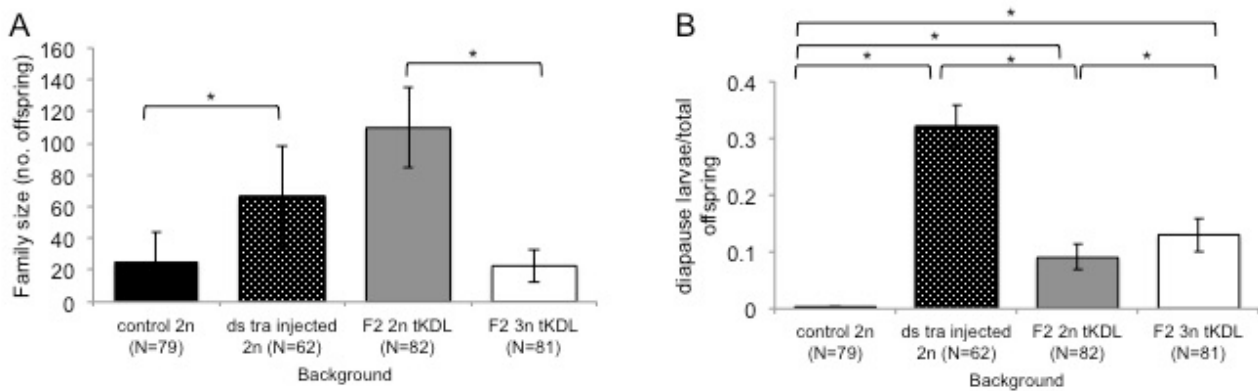 A
Family size (no. offspring)
160
140
120
100
80
60
40
20
0
*
*
control 2n
(N=79)
ds tra injected
2n (N=62)
F2 2n tKDL
(N=82)
F2 3n tKDL
(N=81)
Background
B
diapause larvae/total
offspring
0.4
0.3
0.2
0.1
0
*
*
*
*
*
control 2n
(N=79)
ds tra injected
2n (N=62)
F2 2n tKDL
(N=82)
F2 3n tKDL
(N=81)
Background